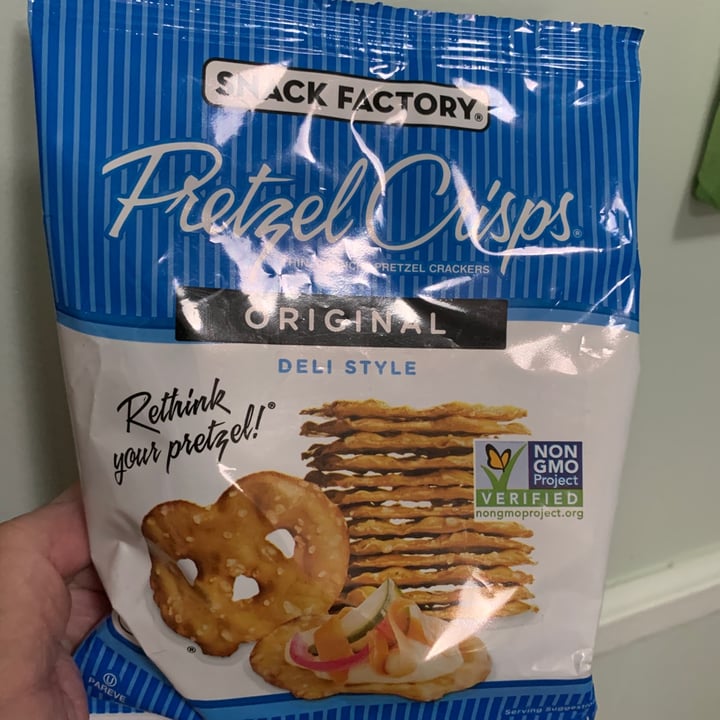 SNACK FACTORY®
Pretzel Crisps®
PRETZEL CRACKERS
ORIGINAL
DELI STYLE
Rethink
your pretzel!®
NON
GMO
Project
VERIFIED
nongmoproject.org
®
U
PAREVE
Serving Suggestion